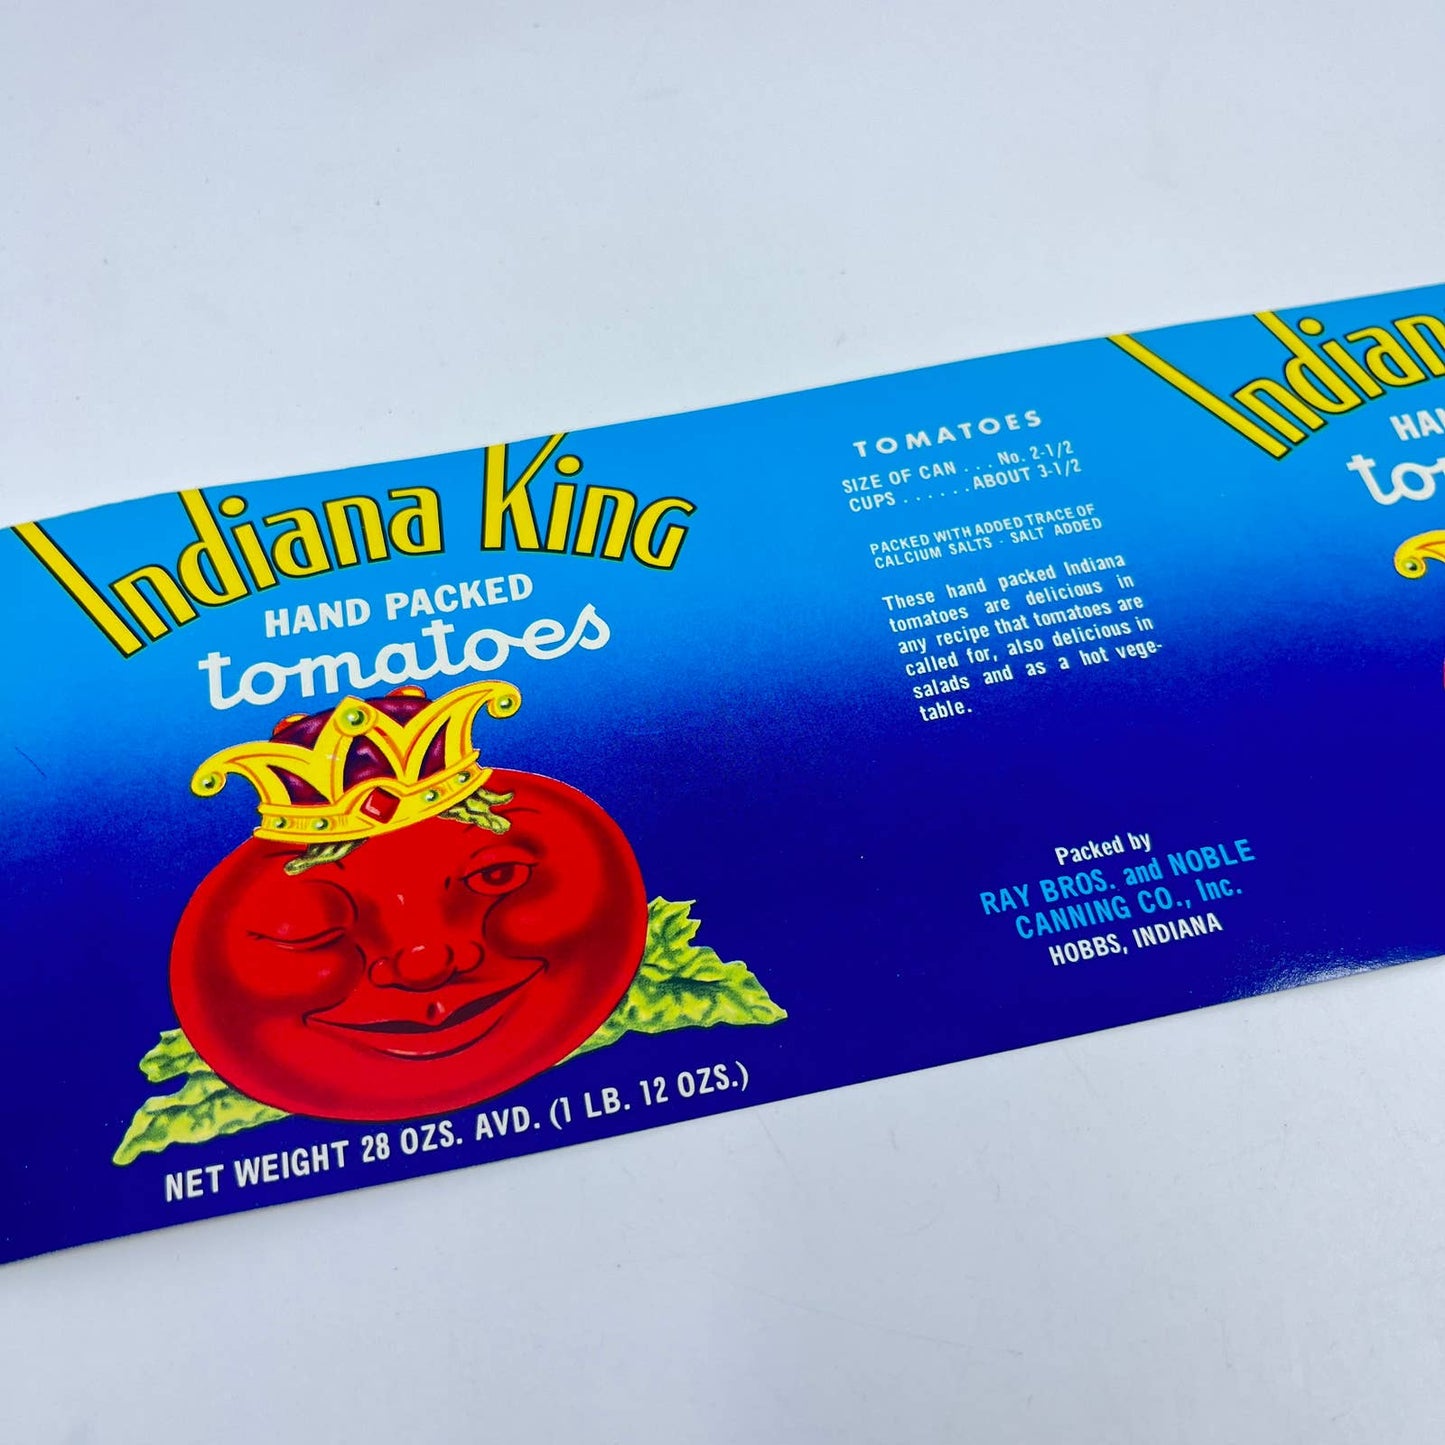 Indiana King
HAND PACKED
tomatoes
NET WEIGHT 28 OZS. AVD. (1 LB. 12 OZS.)
TOMATOES
SIZE OF CAN . . . No. 2-1/2
CUPS . . . . . . ABOUT 3-1/2
PACKED WITH ADDED TRACE OF
CALCIUM SALTS - SALT ADDED
These hand packed Indiana
tomatoes are delicious in
any recipe that tomatoes are
called for, also delicious in
salads and as a hot vege-
table.
Packed by
RAY BROS. and NOBLE
CANNING CO., Inc.
HOBBS, INDIANA
Indiana
HA
to